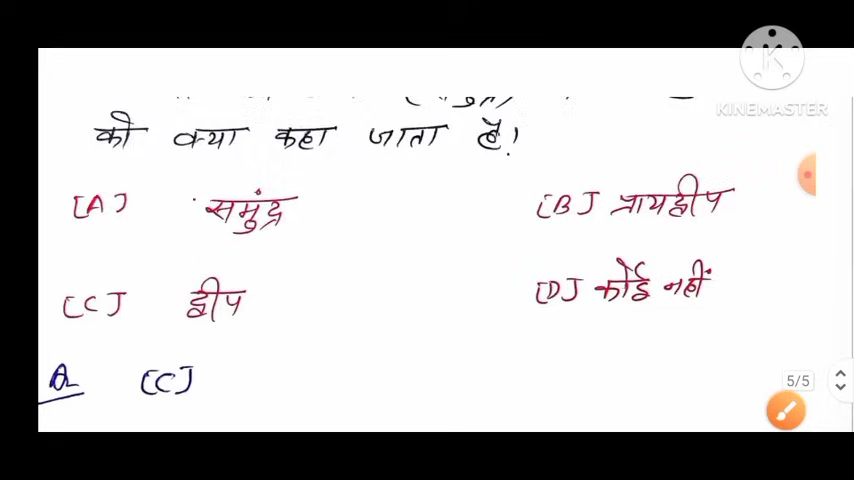 KINEMASTER
को क्या कहा जाता है!
[A] समुंद्र [B] प्रायद्वीप
[C] द्वीप [D] कोई नहीं
[C]
5/5